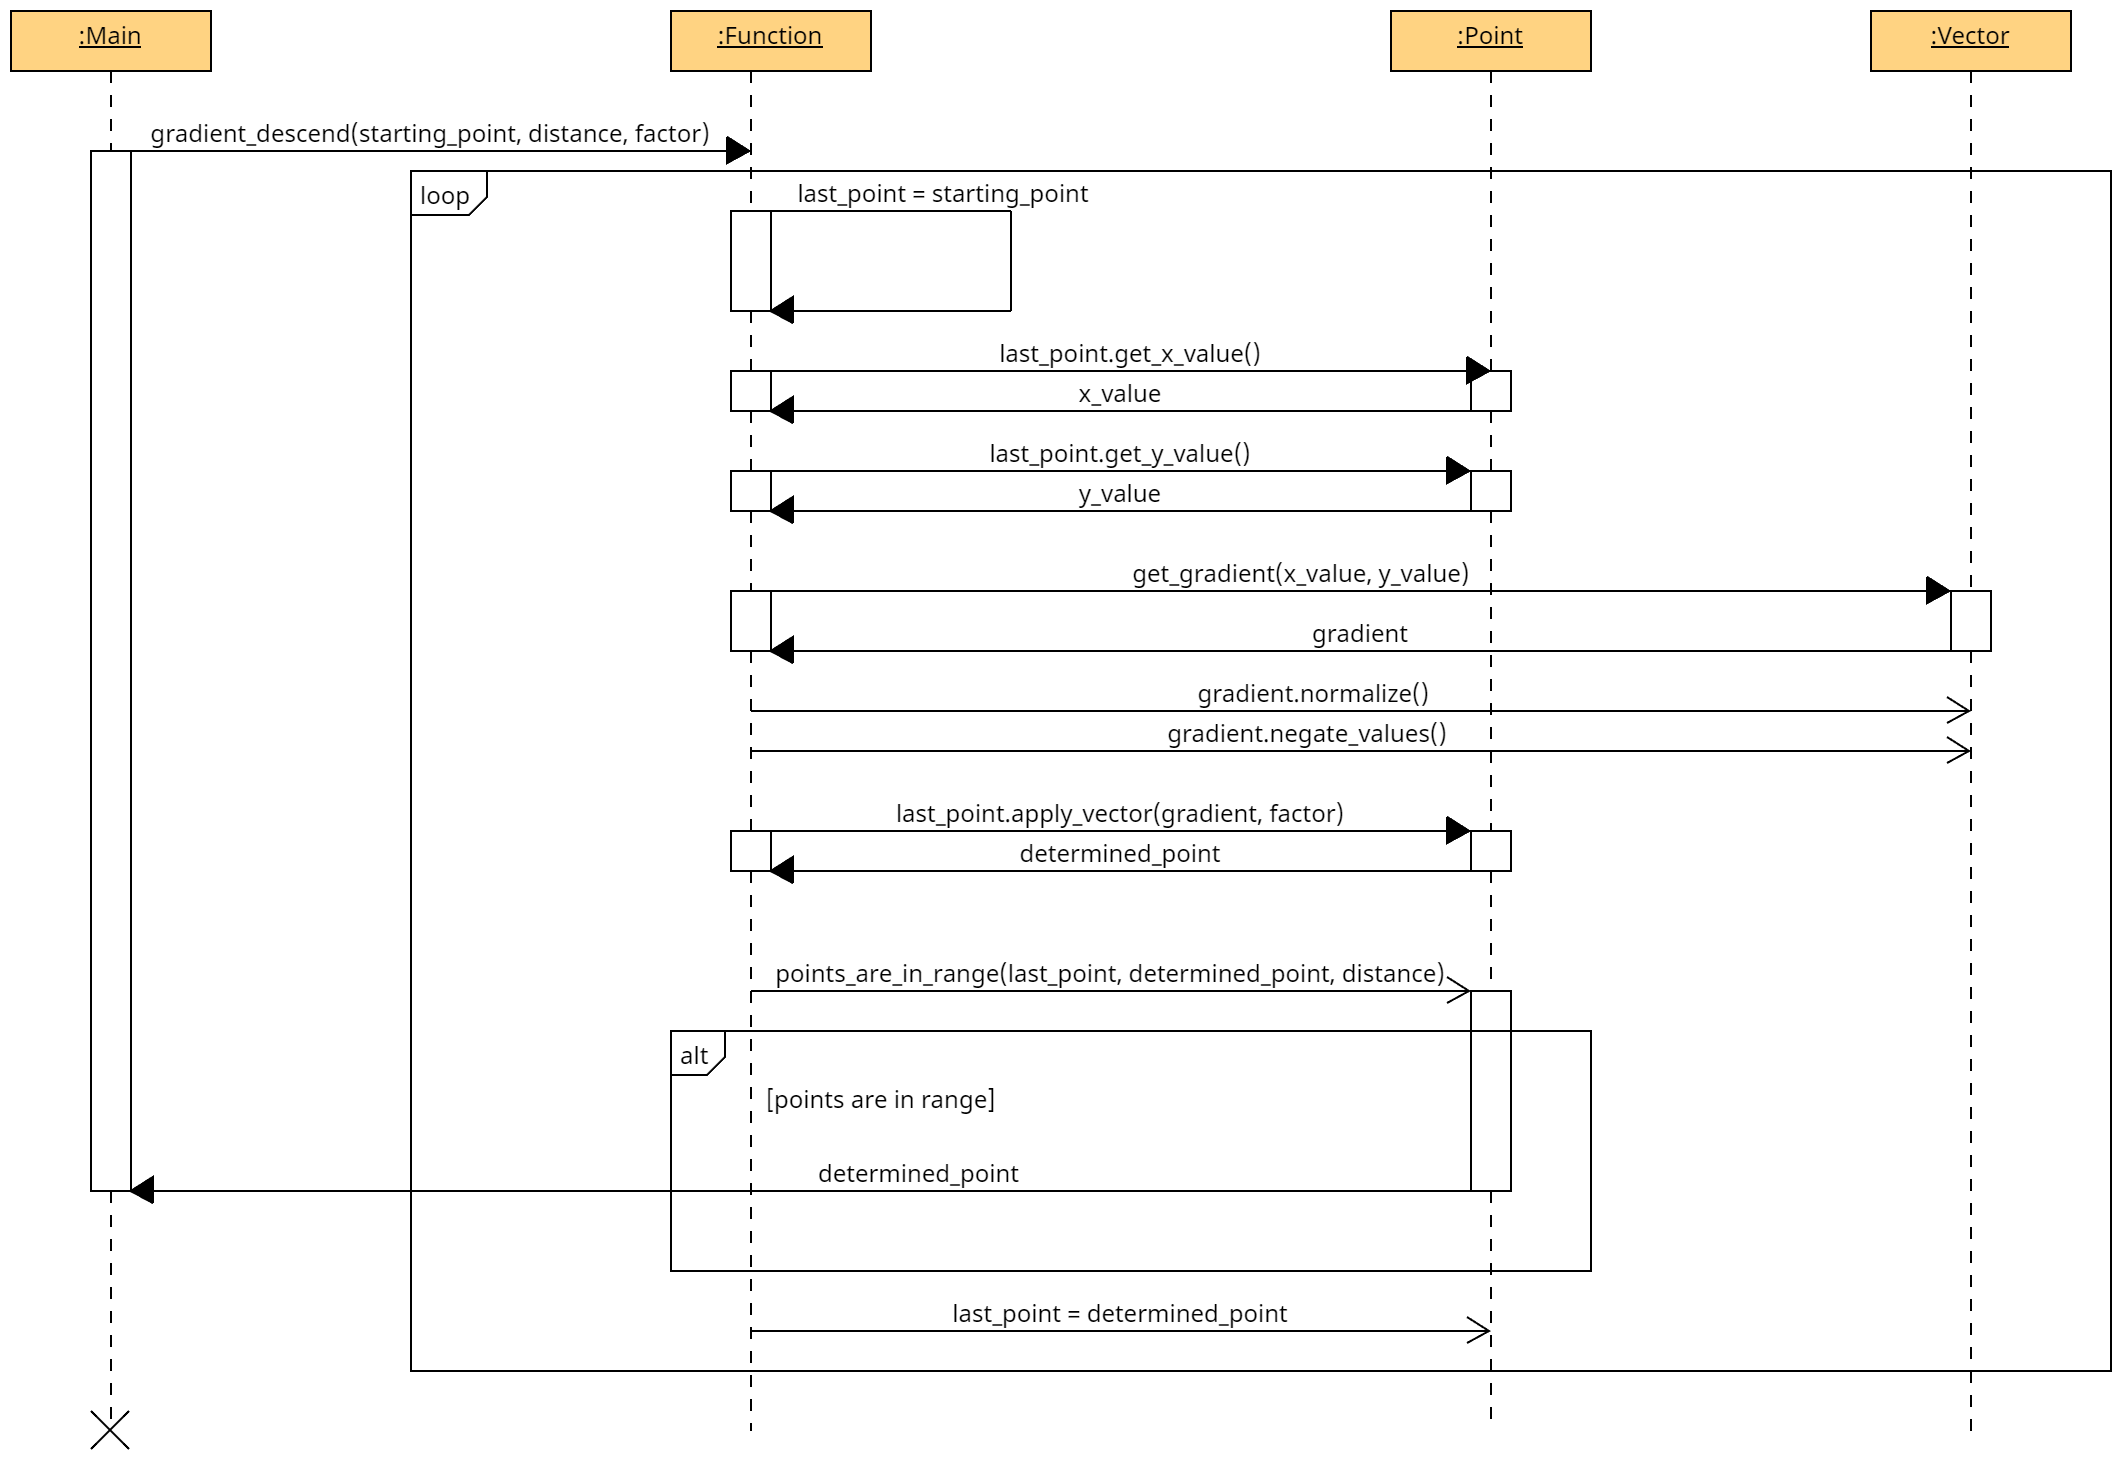 :Main
:Function
:Point
:Vector
gradient_descend(starting_point, distance, factor)
loop
last_point = starting_point
last_point.get_x_value()
x_value
last_point.get_y_value()
y_value
get_gradient(x_value, y_value)
gradient
gradient.normalize()
gradient.negate_values()
last_point.apply_vector(gradient, factor)
determined_point
points_are_in_range(last_point, determined_point, distance)
alt
[points are in range]
determined_point
last_point = determined_point